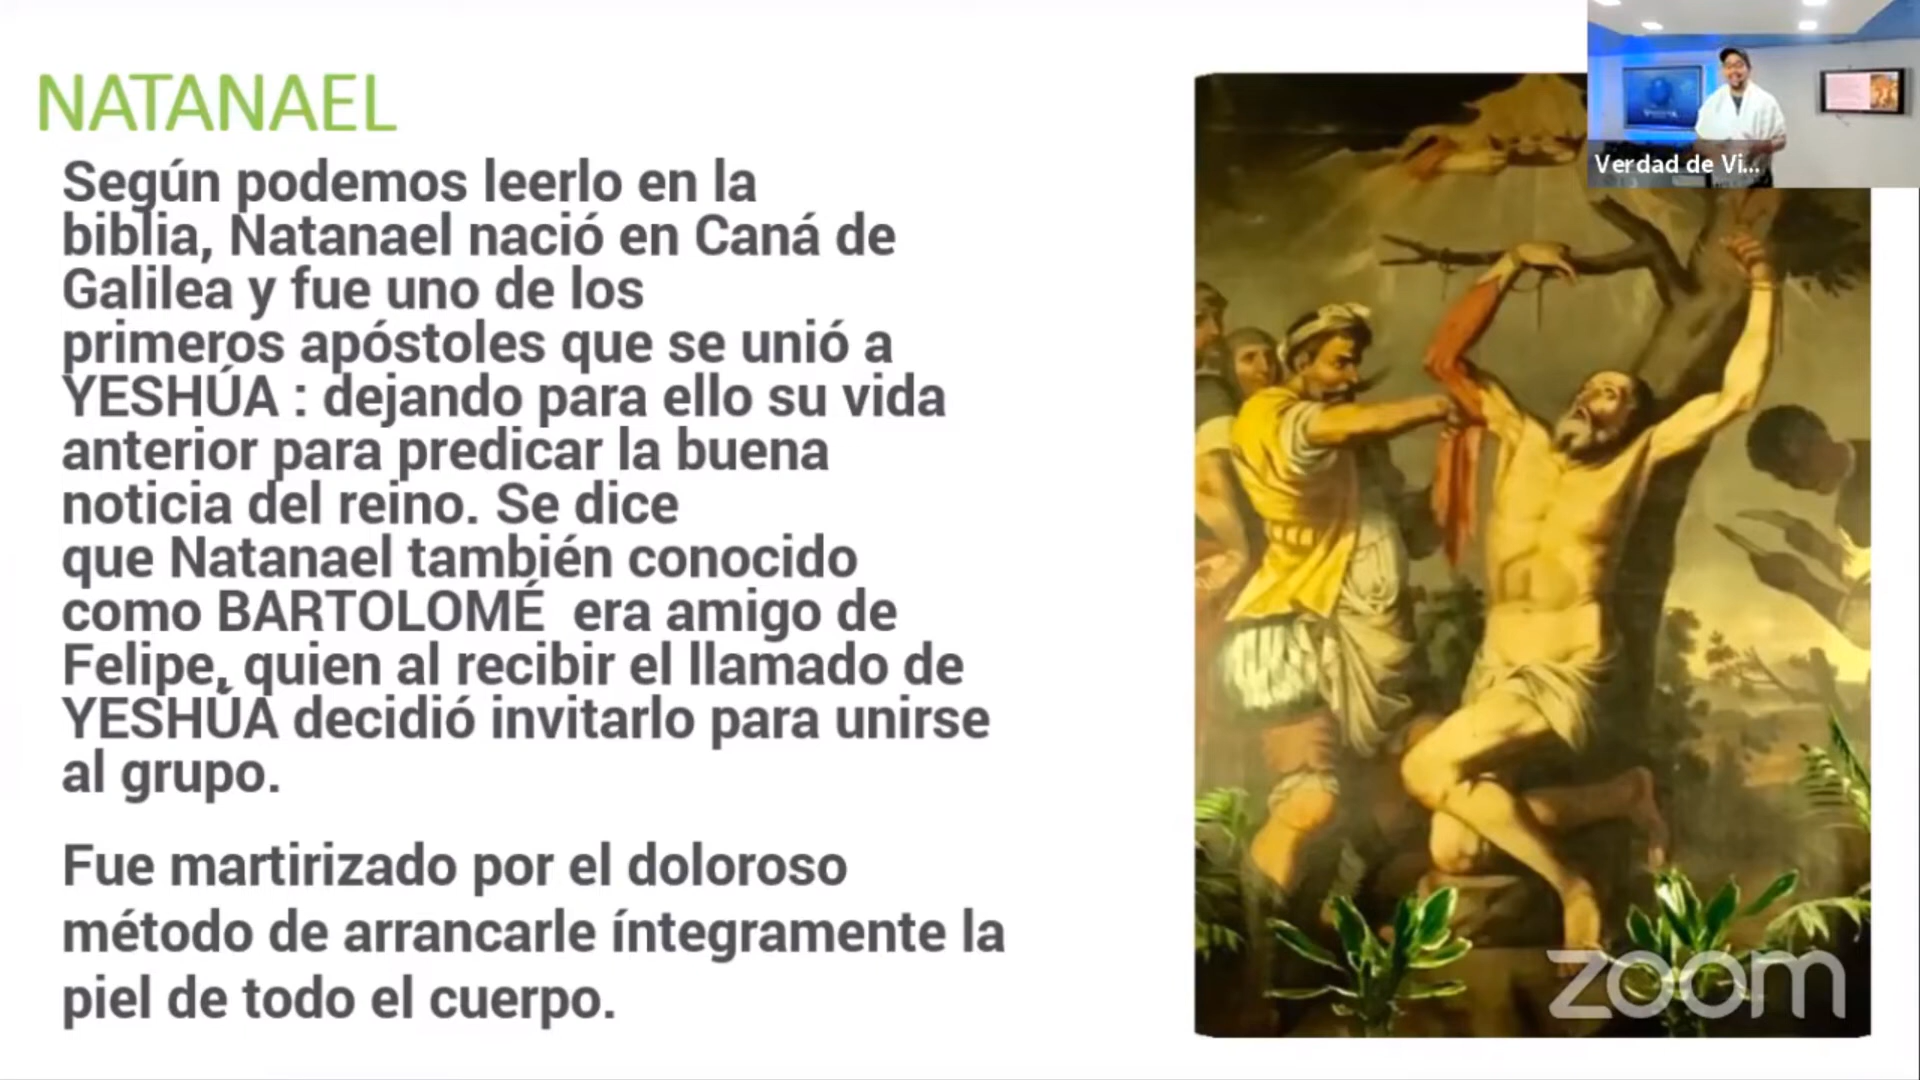 NATANAEL
Según podemos leerlo en la
biblia, Natanael nació en Caná de
Galilea y fue uno de los
primeros apóstoles que se unió a
YESHÚA : dejando para ello su vida
anterior para predicar la buena
noticia del reino. Se dice
que Natanael también conocido
como BARTOLOMÉ  era amigo de
Felipe, quien al recibir el llamado de
YESHÚA decidió invitarlo para unirse
al grupo.
Fue martirizado por el doloroso
método de arrancarle íntegramente la
piel de todo el cuerpo.
Verdad de Vi...
zoom